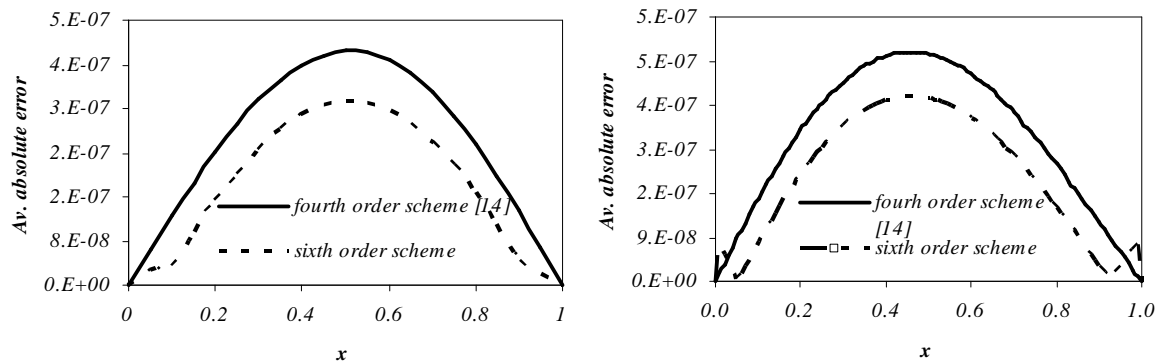 5.E-07
4.E-07
3.E-07
2.E-07
2.E-07
8.E-08
0.E+00
Av. absolute error
fourth order scheme [14]
sixth order scheme
0
0.2
0.4
0.6
0.8
1
x
5.E-07
5.E-07
4.E-07
3.E-07
2.E-07
9.E-08
0.E+00
Av. absolute error
fourh order scheme
[14]
sixth order scheme
0.0
0.2
0.4
0.6
0.8
1.0
x